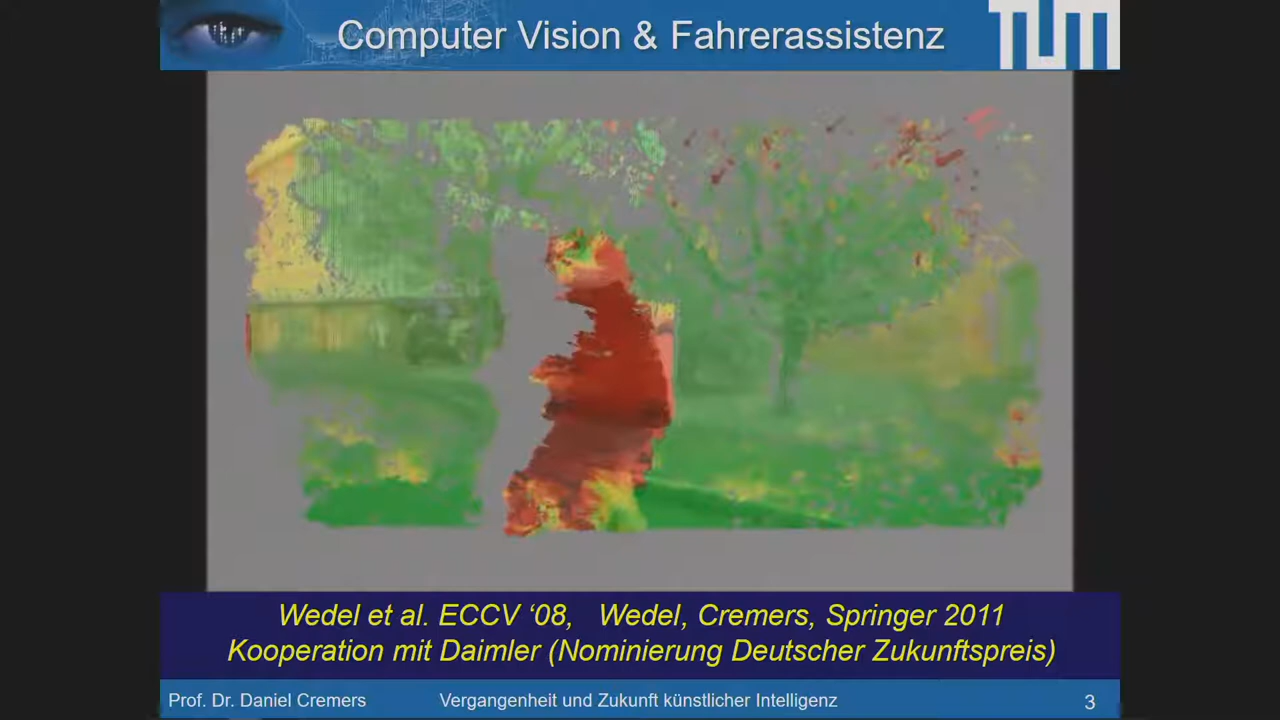 Computer Vision & Fahrerassistenz
TUM
Wedel et al. ECCV ‘08, Wedel, Cremers, Springer 2011
Kooperation mit Daimler (Nominierung Deutscher Zukunftspreis)
Prof. Dr. Daniel Cremers
Vergangenheit und Zukunft künstlicher Intelligenz
3